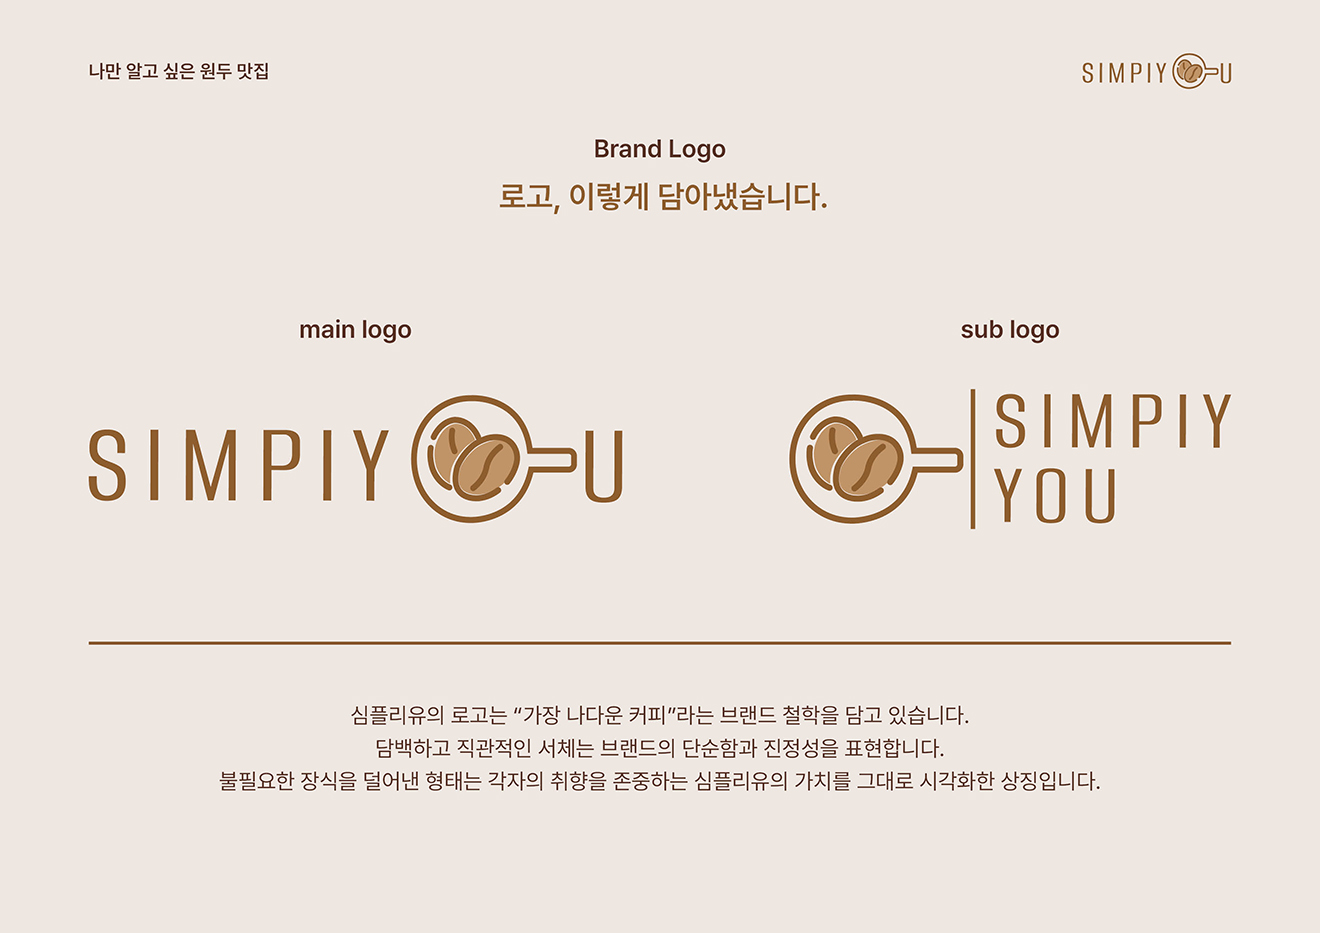 나만 알고 싶은 원두 맛집
SIMPIY U
Brand Logo
로고, 이렇게 담아냈습니다.
main logo
sub logo
SIMPIY U
SIMPIY
YOU
심플리유의 로고는 “가장 나다운 커피”라는 브랜드 철학을 담고 있습니다.
담백하고 직관적인 서체는 브랜드의 단순함과 진정성을 표현합니다.
불필요한 장식을 덜어낸 형태는 각자의 취향을 존중하는 심플리유의 가치를 그대로 시각화한 상징입니다.